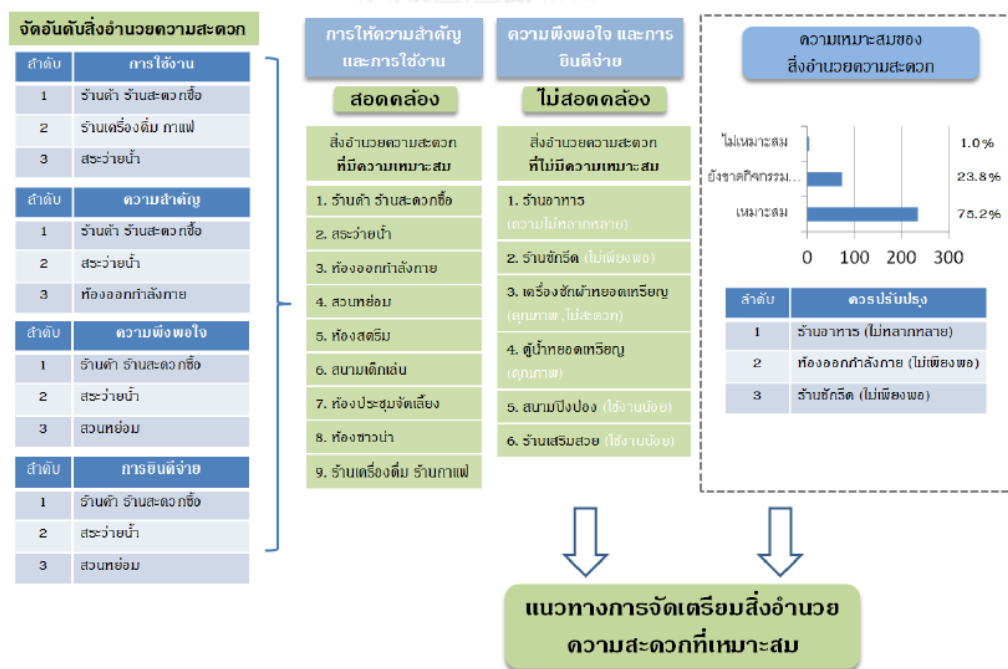 จัดอันดับสิ่งอำนวยความสะดวก
ลำดับ การใช้งาน
1 ร้านค้า ร้านสะดวกซื้อ
2 ร้านเครื่องดื่ม กาแฟ
3 สระว่ายน้ำ
ลำดับ ความสำคัญ
1 ร้านค้า ร้านสะดวกซื้อ
2 สระว่ายน้ำ
3 ห้องออกกำลังกาย
ลำดับ ความพึงพอใจ
1 ร้านค้า ร้านสะดวกซื้อ
2 สระว่ายน้ำ
3 สวนหย่อม
ลำดับ การยินดีจ่าย
1 ร้านค้า ร้านสะดวกซื้อ
2 สระว่ายน้ำ
3 สวนหย่อม
การให้ความสำคัญ
และการใช้งาน
สอดคล้อง
สิ่งอำนวยความสะดวก
ที่มีความเหมาะสม
1. ร้านค้า ร้านสะดวกซื้อ
2. สระว่ายน้ำ
3. ห้องออกกำลังกาย
4. สวนหย่อม
5. ห้องสตรีม
6. สนามเด็กเล่น
7. ห้องประชุมจัดเลี้ยง
8. ห้องซาวน่า
9. ร้านเครื่องดื่ม ร้านกาแฟ
ความพึงพอใจ และการ
ยินดีจ่าย
ไม่สอดคล้อง
สิ่งอำนวยความสะดวก
ที่ไม่มีความเหมาะสม
1. ร้านอาหาร
(ความไม่หลากหลาย)
2. ร้านซักรีด (ไม่เพียงพอ)
3. เครื่องซักผ้าหยอดเหรียญ
(คุณภาพ ,ไม่สะดวก)
4. ตู้น้ำหยอดเหรียญ
(คุณภาพ)
5. สนามปิงปอง (ใช้งานน้อย)
6. ร้านเสริมสวย (ใช้งานน้อย)
ความเหมาะสมของ
สิ่งอำนวยความสะดวก
ไม่เหมาะสม 1.0%
ยังขาดกิจกรรม... 23.8%
เหมาะสม 75.2%
0 100 200 300
ลำดับ ควรปรับปรุง
1 ร้านอาหาร (ไม่หลากหลาย)
2 ห้องออกกำลังกาย (ไม่เพียงพอ)
3 ร้านซักรีด (ไม่เพียงพอ)
แนวทางการจัดเตรียมสิ่งอำนวย
ความสะดวกที่เหมาะสม